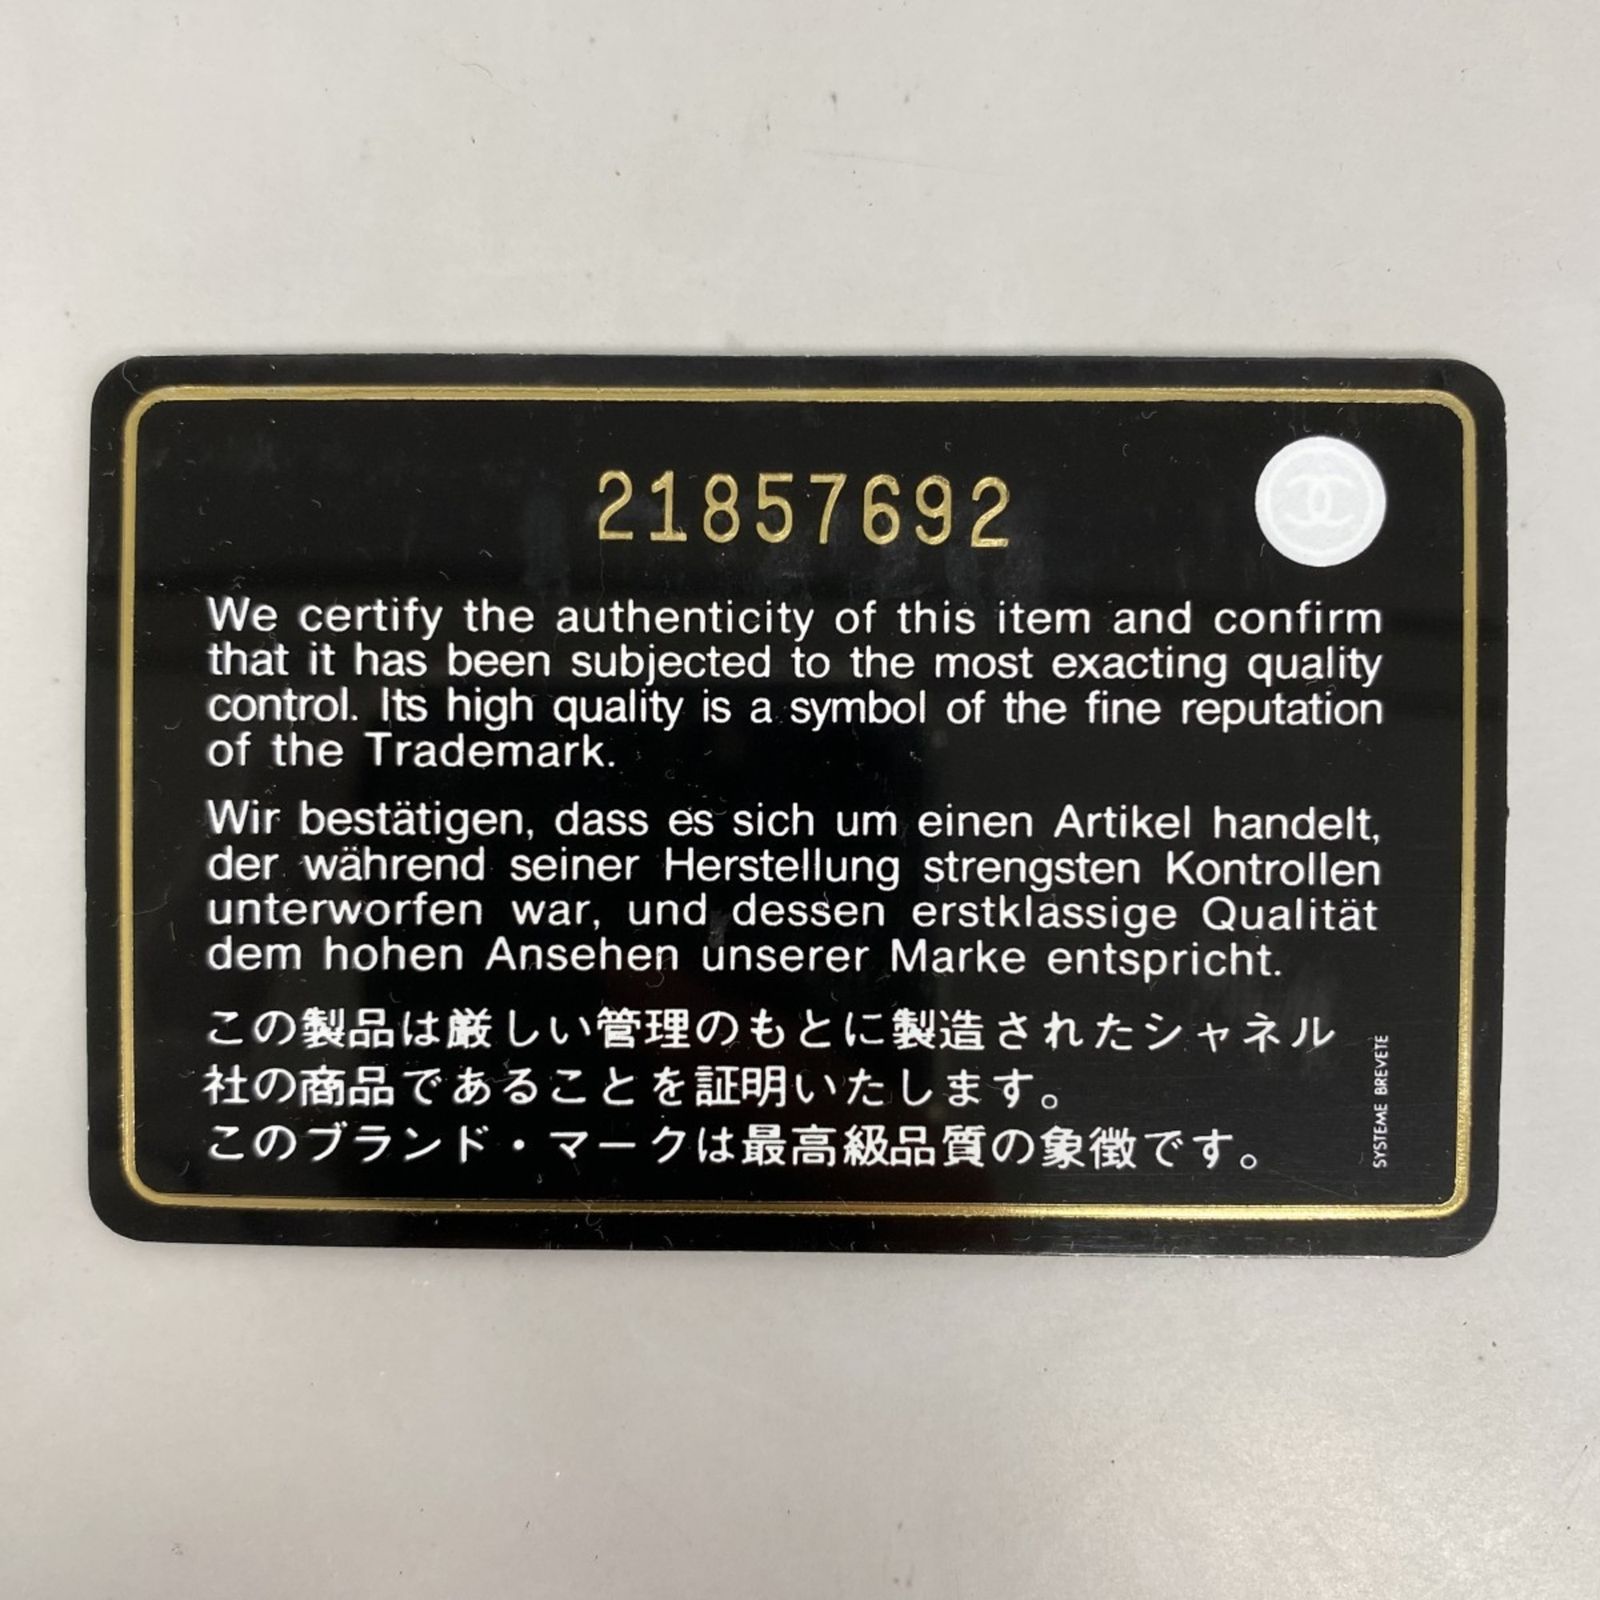 21857692
We certify the authenticity of this item and confirm
that it has been subjected to the most exacting quality
control. Its high quality is a symbol of the fine reputation
of the Trademark.
Wir bestätigen, dass es sich um einen Artikel handelt,
der während seiner Herstellung strengsten Kontrollen
unterworfen war, und dessen erstklassige Qualität
dem hohen Ansehen unserer Marke entspricht.
この製品は厳しい管理のもとに製造されたシャネル
社の商品であることを証明いたします。
このブランド・マークは最高級品質の象徴です。
SYSTEME BREVETE